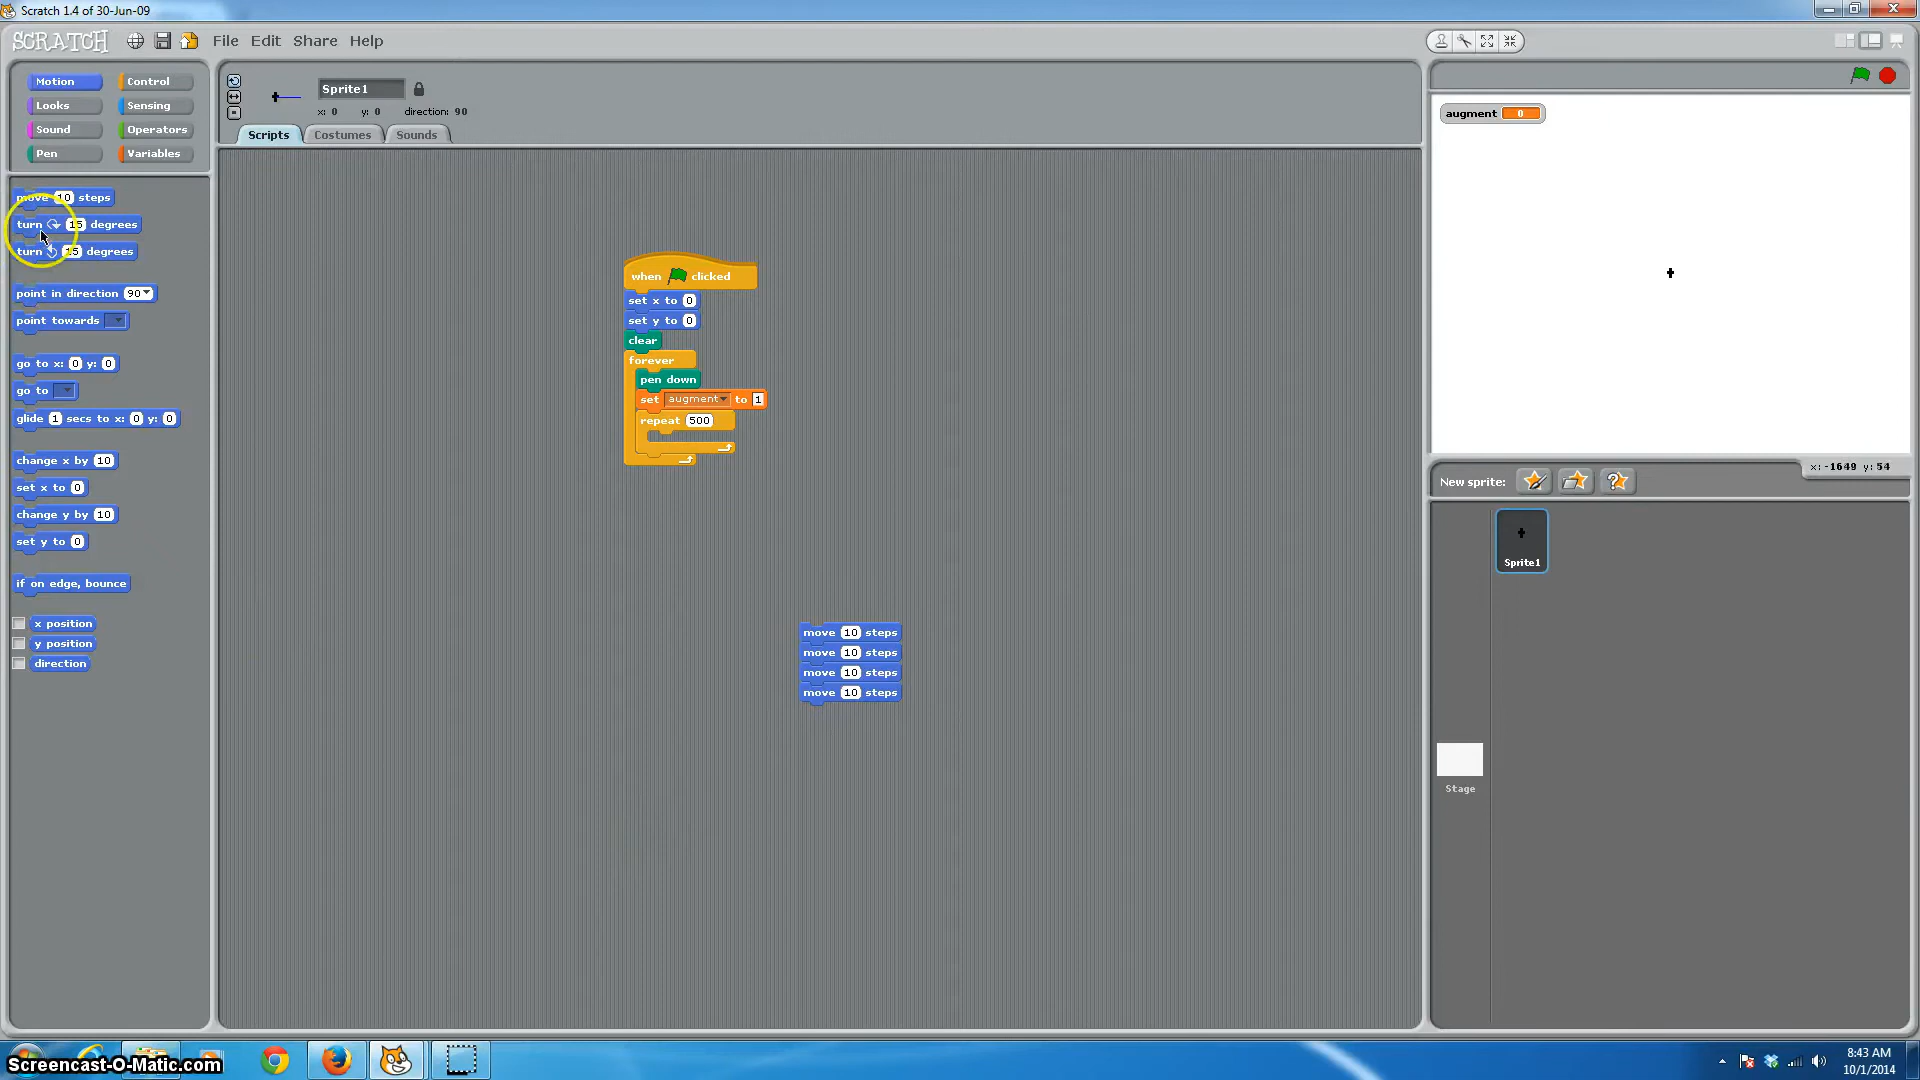 Scratch 1.4 of 30-Jun-09
SCRATCH File Edit Share Help
Motion Control
Looks Sensing
Sound Operators
Pen Variables
move 10 steps
turn 15 degrees
turn 15 degrees
point in direction 90
point towards
go to x: 0 y: 0
go to
glide 1 secs to x: 0 y: 0
change x by 10
set x to 0
change y by 10
set y to 0
if on edge, bounce
x position
y position
direction
Sprite1
x: 0 y: 0 direction: 90
Scripts Costumes Sounds
when clicked
set x to 0
set y to 0
clear
forever
pen down
set augment to 1
repeat 500
move 10 steps
move 10 steps
move 10 steps
move 10 steps
augment 0
x: -1649 y: 54
New sprite:
Sprite1
Stage
Screencast-O-Matic.com
8:43 AM
10/1/2014